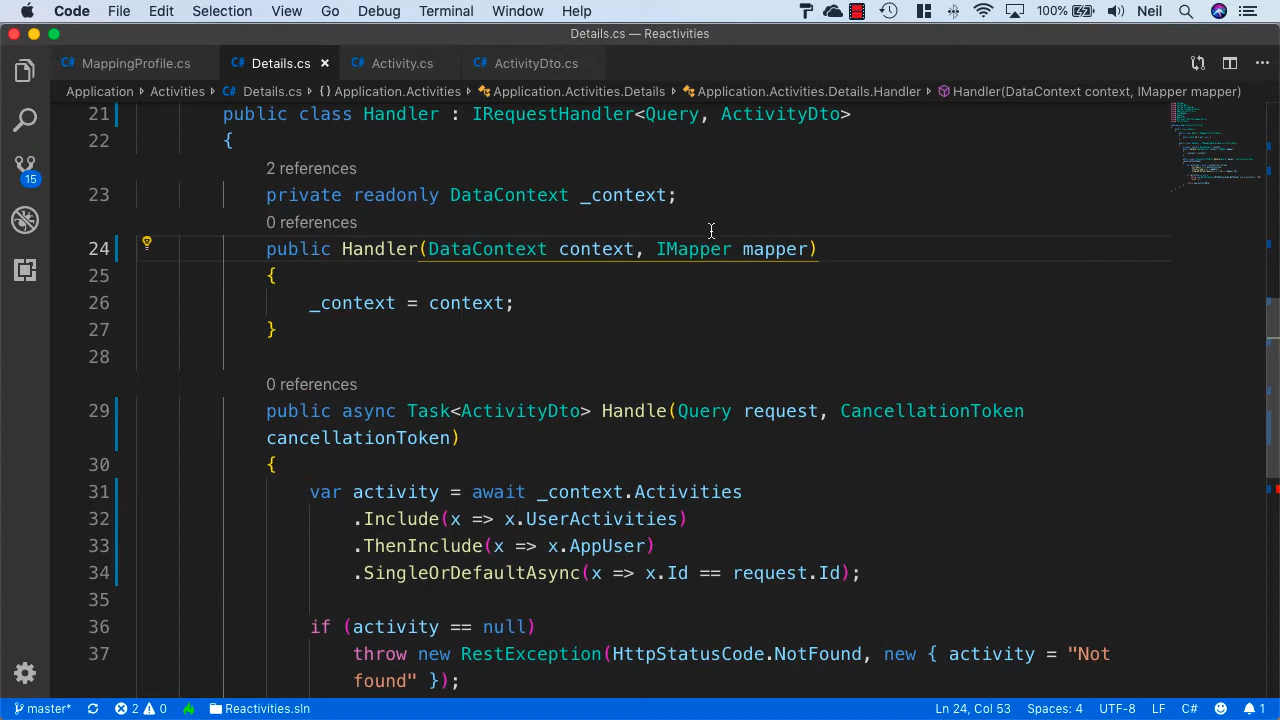 Code File Edit Selection View Go Debug Terminal Window Help 100% Neil
Details.cs — Reactivities
C# MappingProfile.cs C# Details.cs × C# Activity.cs C# ActivityDto.cs ...
Application › Activities › C# Details.cs › {} Application.Activities › Application.Activities.Details › Application.Activities.Details.Handler › Handler(DataContext context, IMapper mapper)
21 public class Handler : IRequestHandler<Query, ActivityDto>
22 {
2 references
23 private readonly DataContext _context;
0 references
24 public Handler(DataContext context, IMapper mapper)
25 {
26 _context = context;
27 }
28
0 references
29 public async Task<ActivityDto> Handle(Query request, CancellationToken
cancellationToken)
30 {
31 var activity = await _context.Activities
32 .Include(x => x.UserActivities)
33 .ThenInclude(x => x.AppUser)
34 .SingleOrDefaultAsync(x => x.Id == request.Id);
35
36 if (activity == null)
37 throw new RestException(HttpStatusCode.NotFound, new { activity = "Not
found" });
15
master* 2 0 Reactivities.sln Ln 24, Col 53 Spaces: 4 UTF-8 LF C# 1